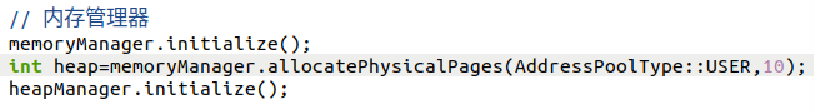 // 内存管理器
memoryManager.initialize();
int heap=memoryManager.allocatePhysicalPages(AddressPoolType::USER,10);
heapManager.initialize();